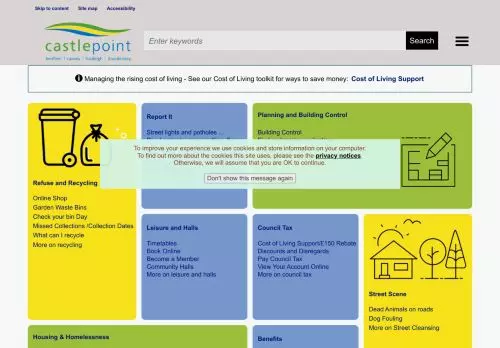 Skip to content
Site map
Accessibility
castlepoint
benfleet | canvey | hadleigh | thundersley
Enter keywords
Search
Managing the rising cost of living - See our Cost of Living toolkit for ways to save money: Cost of Living Support
Refuse and Recycling
Online Shop
Garden Waste Bins
Check your bin Day
Missed Collections /Collection Dates
What can I recycle
More on recycling
Report It
Street lights and potholes ...
Planning and Building Control
Building Control
To improve your experience we use cookies and store information on your computer.
To find out more about the cookies this site uses, please see the privacy notices.
Otherwise, we will assume that you are OK to continue.
Don't show this message again
Leisure and Halls
Timetables
Book Online
Become a Member
Community Halls
More on leisure and halls
Council Tax
Cost of Living Support/£150 Rebate
Discounts and Disregards
Pay Council Tax
View Your Account Online
More on council tax
Street Scene
Dead Animals on roads
Dog Fouling
More on Street Cleansing
Housing & Homelessness
Benefits